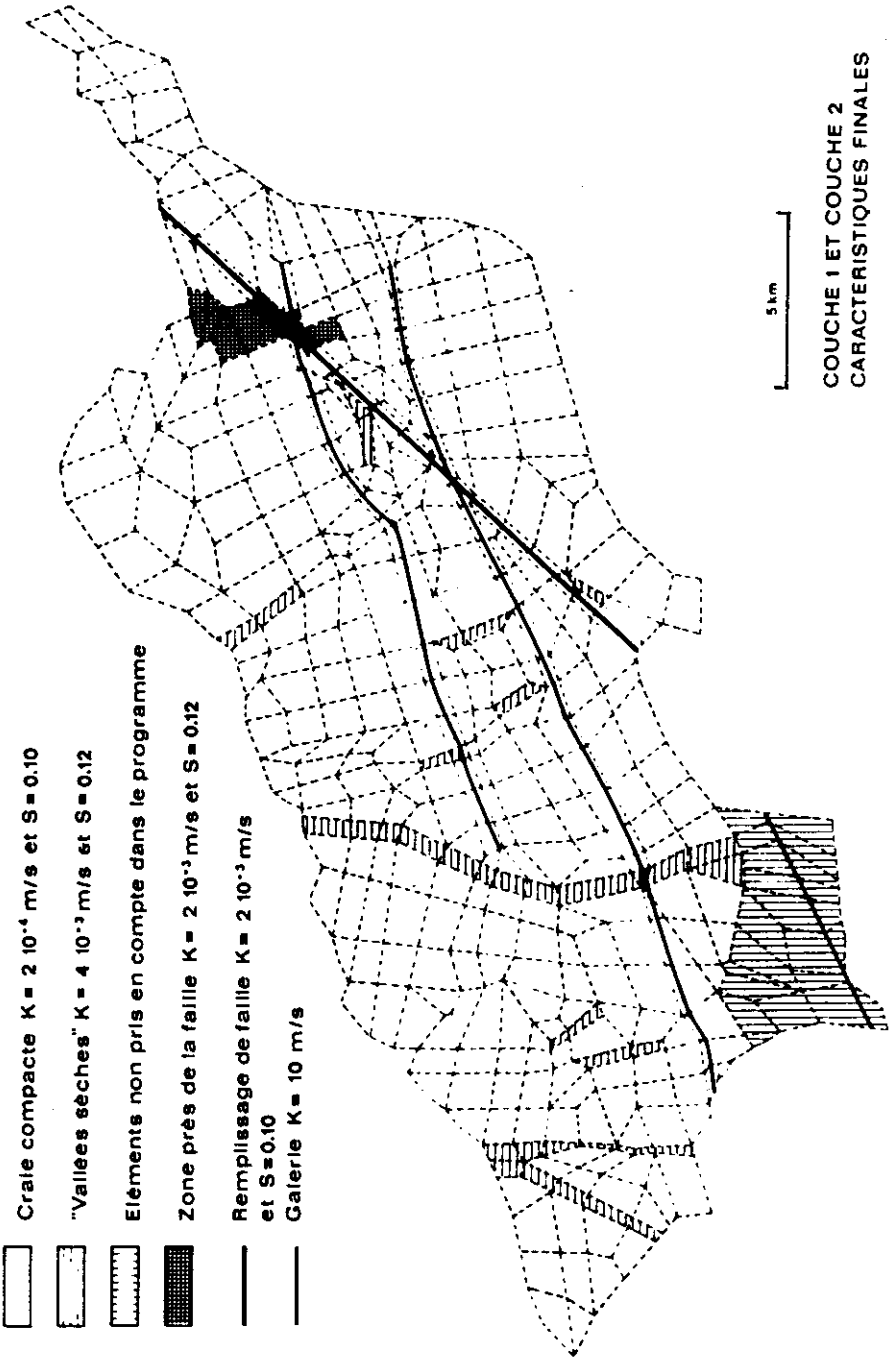 Craie compacte K = 2 10⁻⁴ m/s et S = 0.10
"Vallées sèches" K = 4 10⁻³ m/s et S = 0.12
Eléments non pris en compte dans le programme
Zone près de la faille K = 2 10⁻³ m/s et S = 0.12
Remplissage de faille K = 2 10⁻³ m/s
et S = 0.10
Galerie K = 10 m/s
5 km
COUCHE 1 ET COUCHE 2
CARACTERISTIQUES FINALES